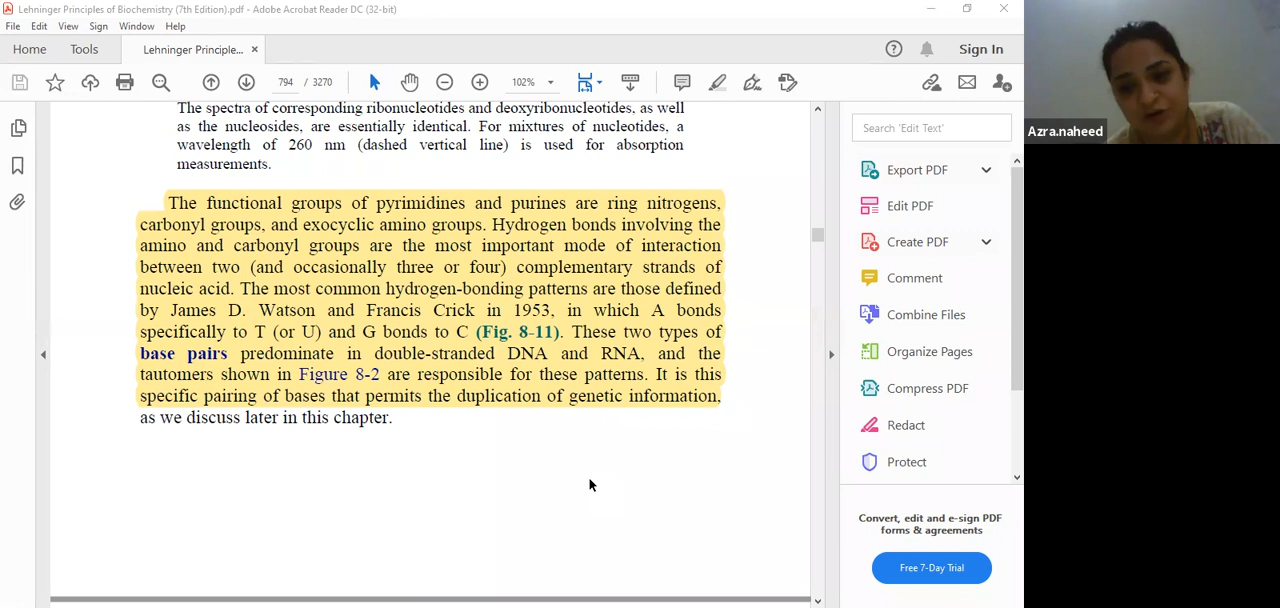 Lehninger Principles of Biochemistry (7th Edition).pdf - Adobe Acrobat Reader DC (32-bit)
File Edit View Sign Window Help
Home Tools Lehninger Principle... × Sign In
794 / 3270 102%
The spectra of corresponding ribonucleotides and deoxyribonucleotides, as well
as the nucleosides, are essentially identical. For mixtures of nucleotides, a
wavelength of 260 nm (dashed vertical line) is used for absorption
measurements.
The functional groups of pyrimidines and purines are ring nitrogens,
carbonyl groups, and exocyclic amino groups. Hydrogen bonds involving the
amino and carbonyl groups are the most important mode of interaction
between two (and occasionally three or four) complementary strands of
nucleic acid. The most common hydrogen-bonding patterns are those defined
by James D. Watson and Francis Crick in 1953, in which A bonds
specifically to T (or U) and G bonds to C (Fig. 8-11). These two types of
base pairs predominate in double-stranded DNA and RNA, and the
tautomers shown in Figure 8-2 are responsible for these patterns. It is this
specific pairing of bases that permits the duplication of genetic information,
as we discuss later in this chapter.
Search 'Edit Text'
Export PDF
Edit PDF
Create PDF
Comment
Combine Files
Organize Pages
Compress PDF
Redact
Protect
Convert, edit and e-sign PDF
forms & agreements
Free 7-Day Trial
Azra.naheed